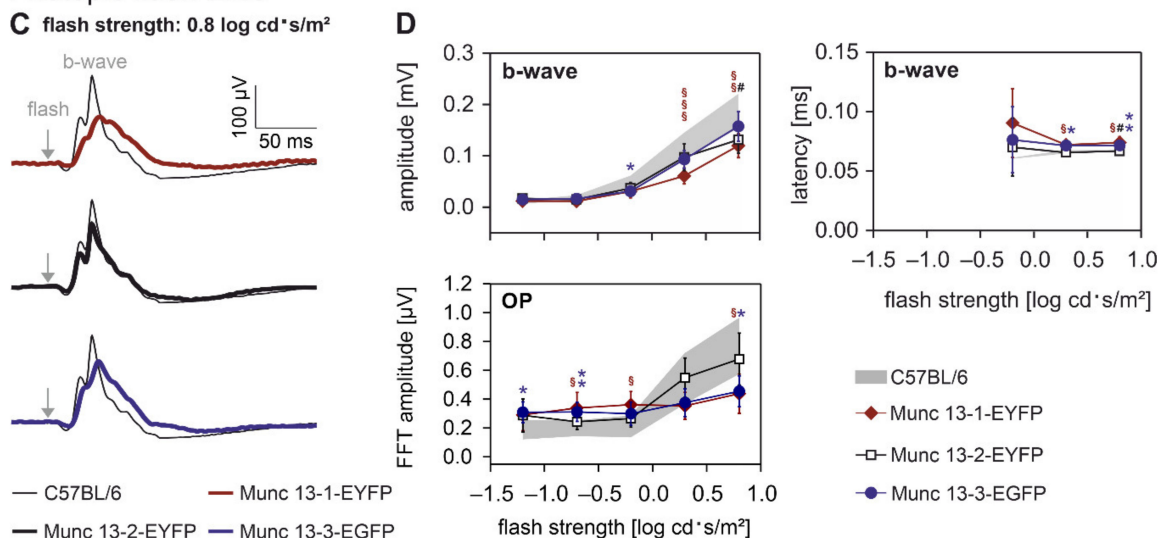 C flash strength: 0.8 log cd·s/m²
b-wave
flash
100 µV
50 ms
C57BL/6
Munc 13-1-EYFP
Munc 13-2-EYFP
Munc 13-3-EGFP
D
b-wave
amplitude [mV]
0.3
0.2
0.1
0.0
*
§
§
§
§
§#
OP
FFT amplitude [µV]
1.2
1.0
0.8
0.6
0.4
0.2
0.0
*
§*
*
§
§*
–1.5 –1.0 –0.5 0.0 0.5 1.0
flash strength [log cd·s/m²]
b-wave
latency [ms]
0.15
0.10
0.05
0.00
§*
§#*
*
–1.5 –1.0 –0.5 0.0 0.5 1.0
flash strength [log cd·s/m²]
C57BL/6
Munc 13-1-EYFP
Munc 13-2-EYFP
Munc 13-3-EGFP